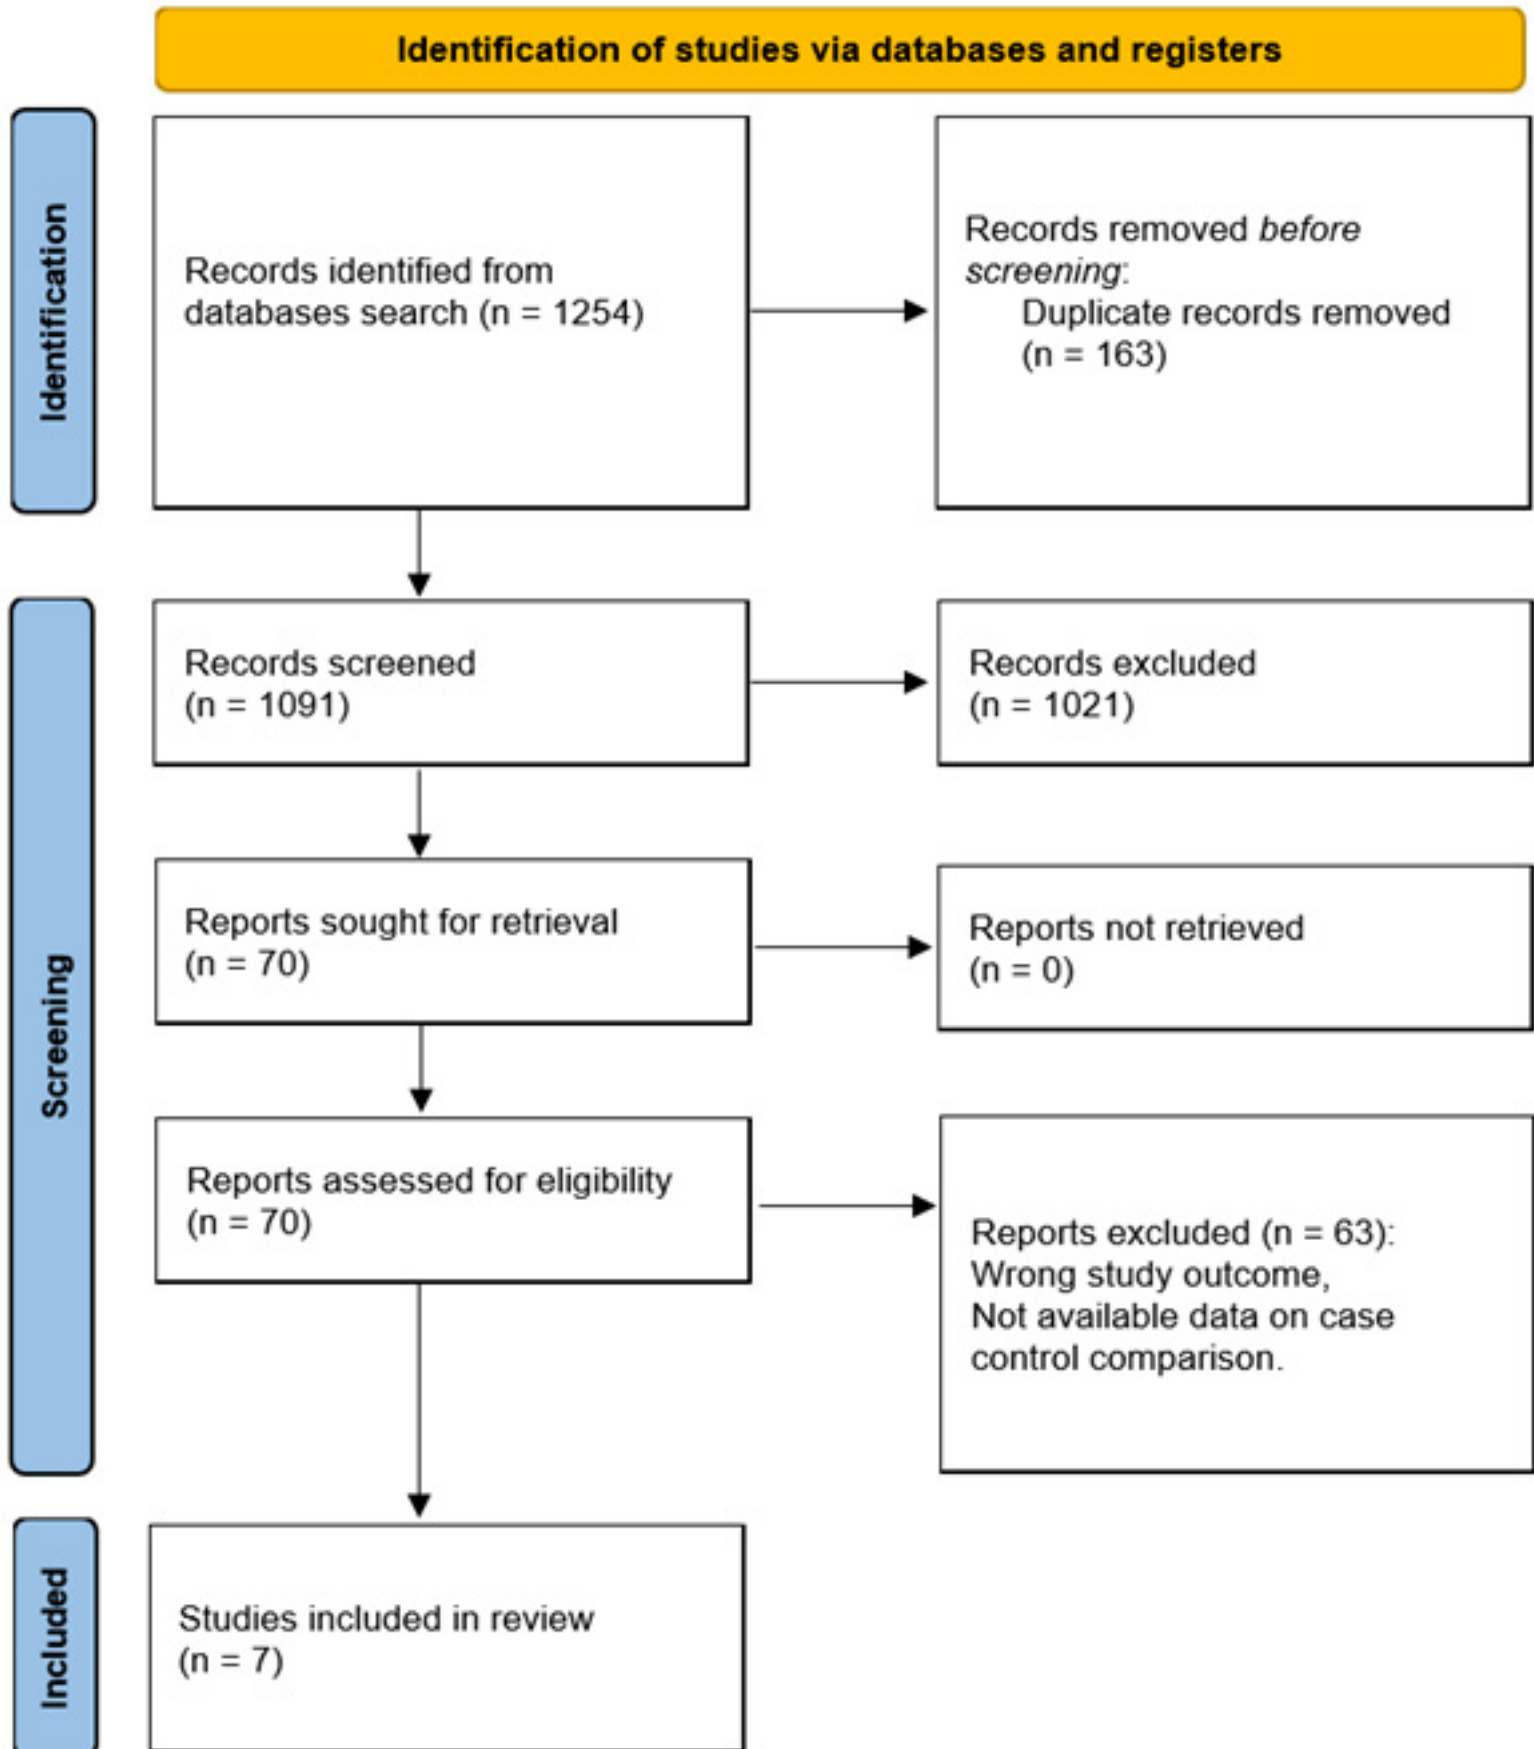 Identification of studies via databases and registers
Identification
Records identified from
databases search (n = 1254)
Records removed before
screening:
Duplicate records removed
(n = 163)
Screening
Records screened
(n = 1091)
Records excluded
(n = 1021)
Reports sought for retrieval
(n = 70)
Reports not retrieved
(n = 0)
Reports assessed for eligibility
(n = 70)
Reports excluded (n = 63):
Wrong study outcome,
Not available data on case
control comparison.
Included
Studies included in review
(n = 7)